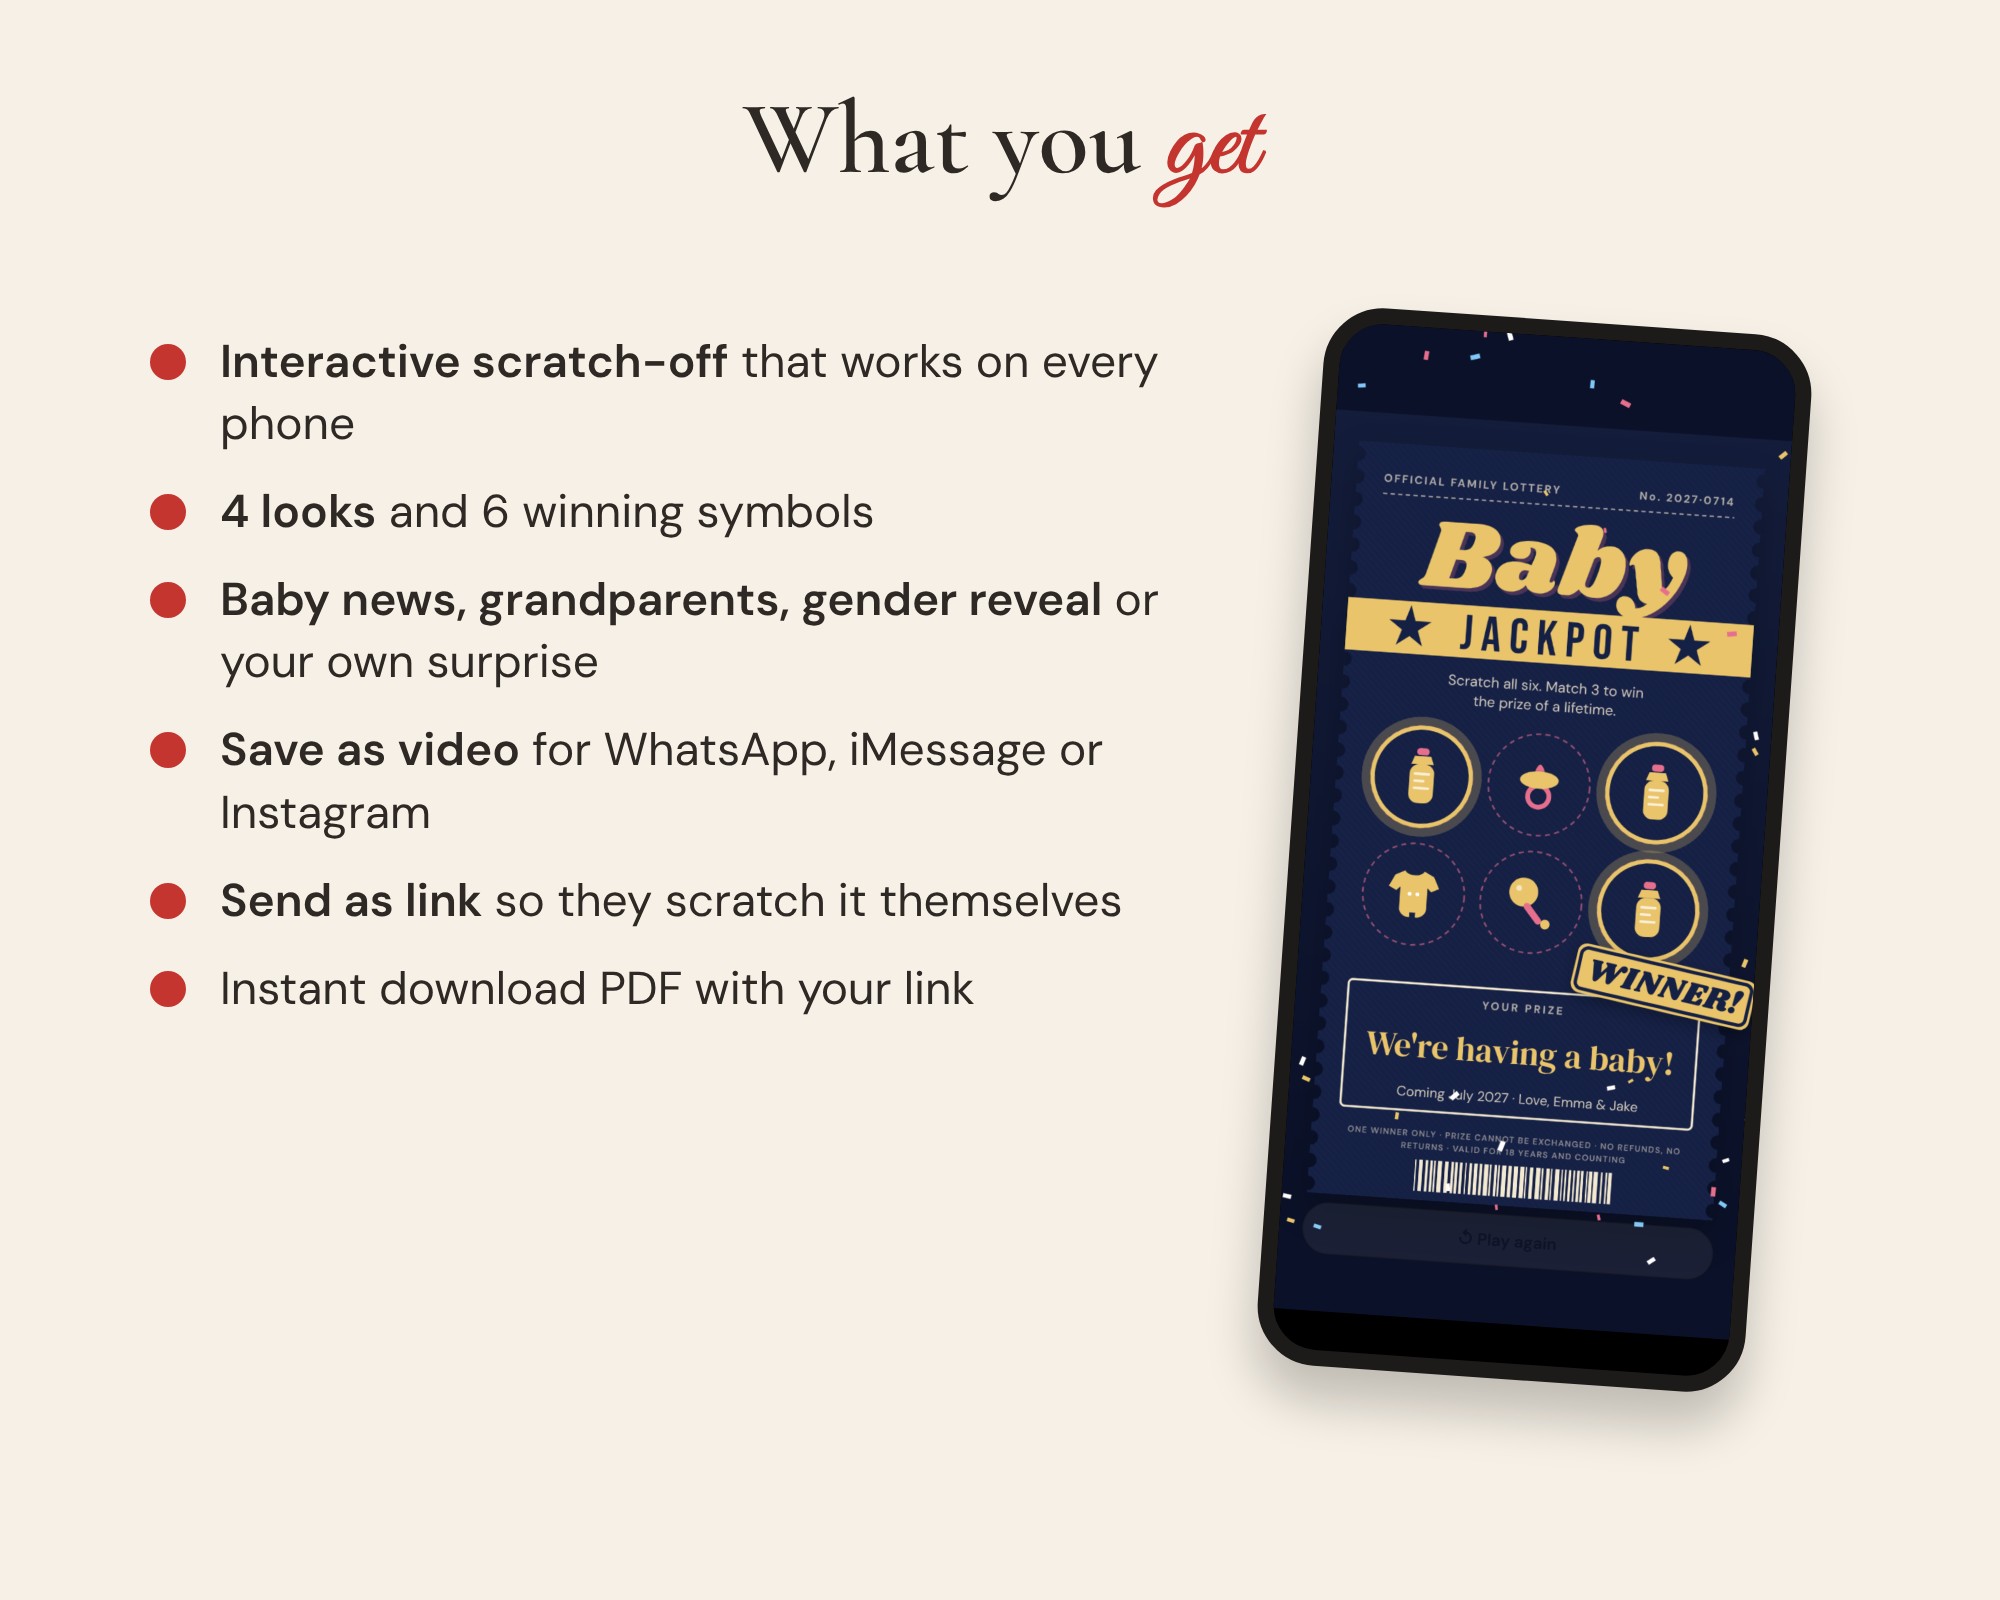 What you get
Interactive scratch-off that works on every
phone
4 looks and 6 winning symbols
Baby news, grandparents, gender reveal or
your own surprise
Save as video for WhatsApp, iMessage or
Instagram
Send as link so they scratch it themselves
Instant download PDF with your link
OFFICIAL FAMILY LOTTERY No. 2027-0714
Baby
★ JACKPOT ★
Scratch all six. Match 3 to win
the prize of a lifetime.
WINNER!
YOUR PRIZE
We're having a baby!
Coming July 2027 · Love, Emma & Jake
ONE WINNER ONLY · PRIZE CANNOT BE EXCHANGED · NO REFUNDS, NO
RETURNS · VALID FOR 18 YEARS AND COUNTING
Play again